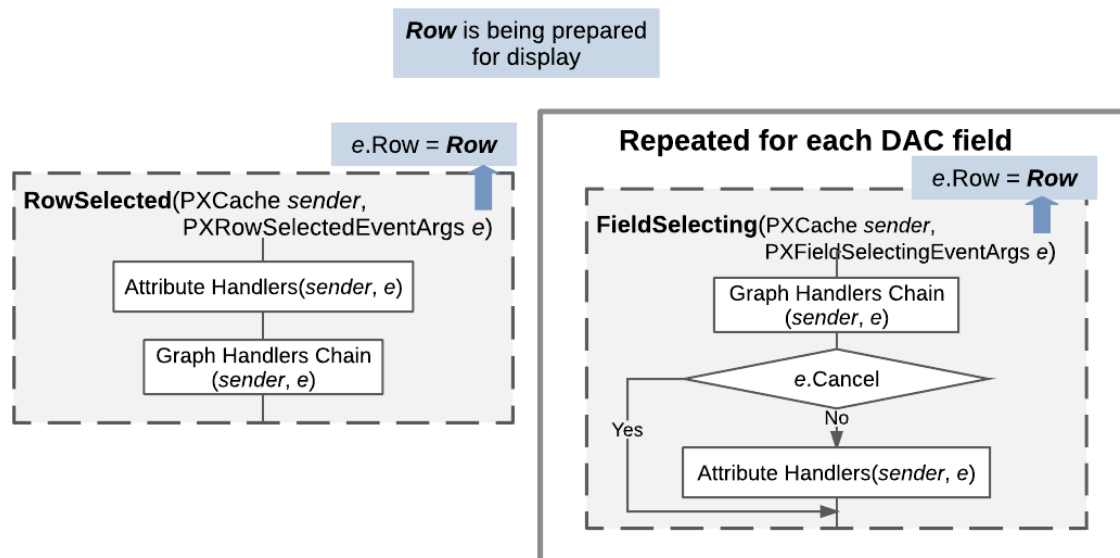 Row is being prepared
for display
e.Row = Row
RowSelected(PXCache sender,
PXRowSelectedEventArgs e)
Attribute Handlers(sender, e)
Graph Handlers Chain
(sender, e)
Repeated for each DAC field
e.Row = Row
FieldSelecting(PXCache sender,
PXFieldSelectingEventArgs e)
Graph Handlers Chain
(sender, e)
e.Cancel
Yes
No
Attribute Handlers(sender, e)